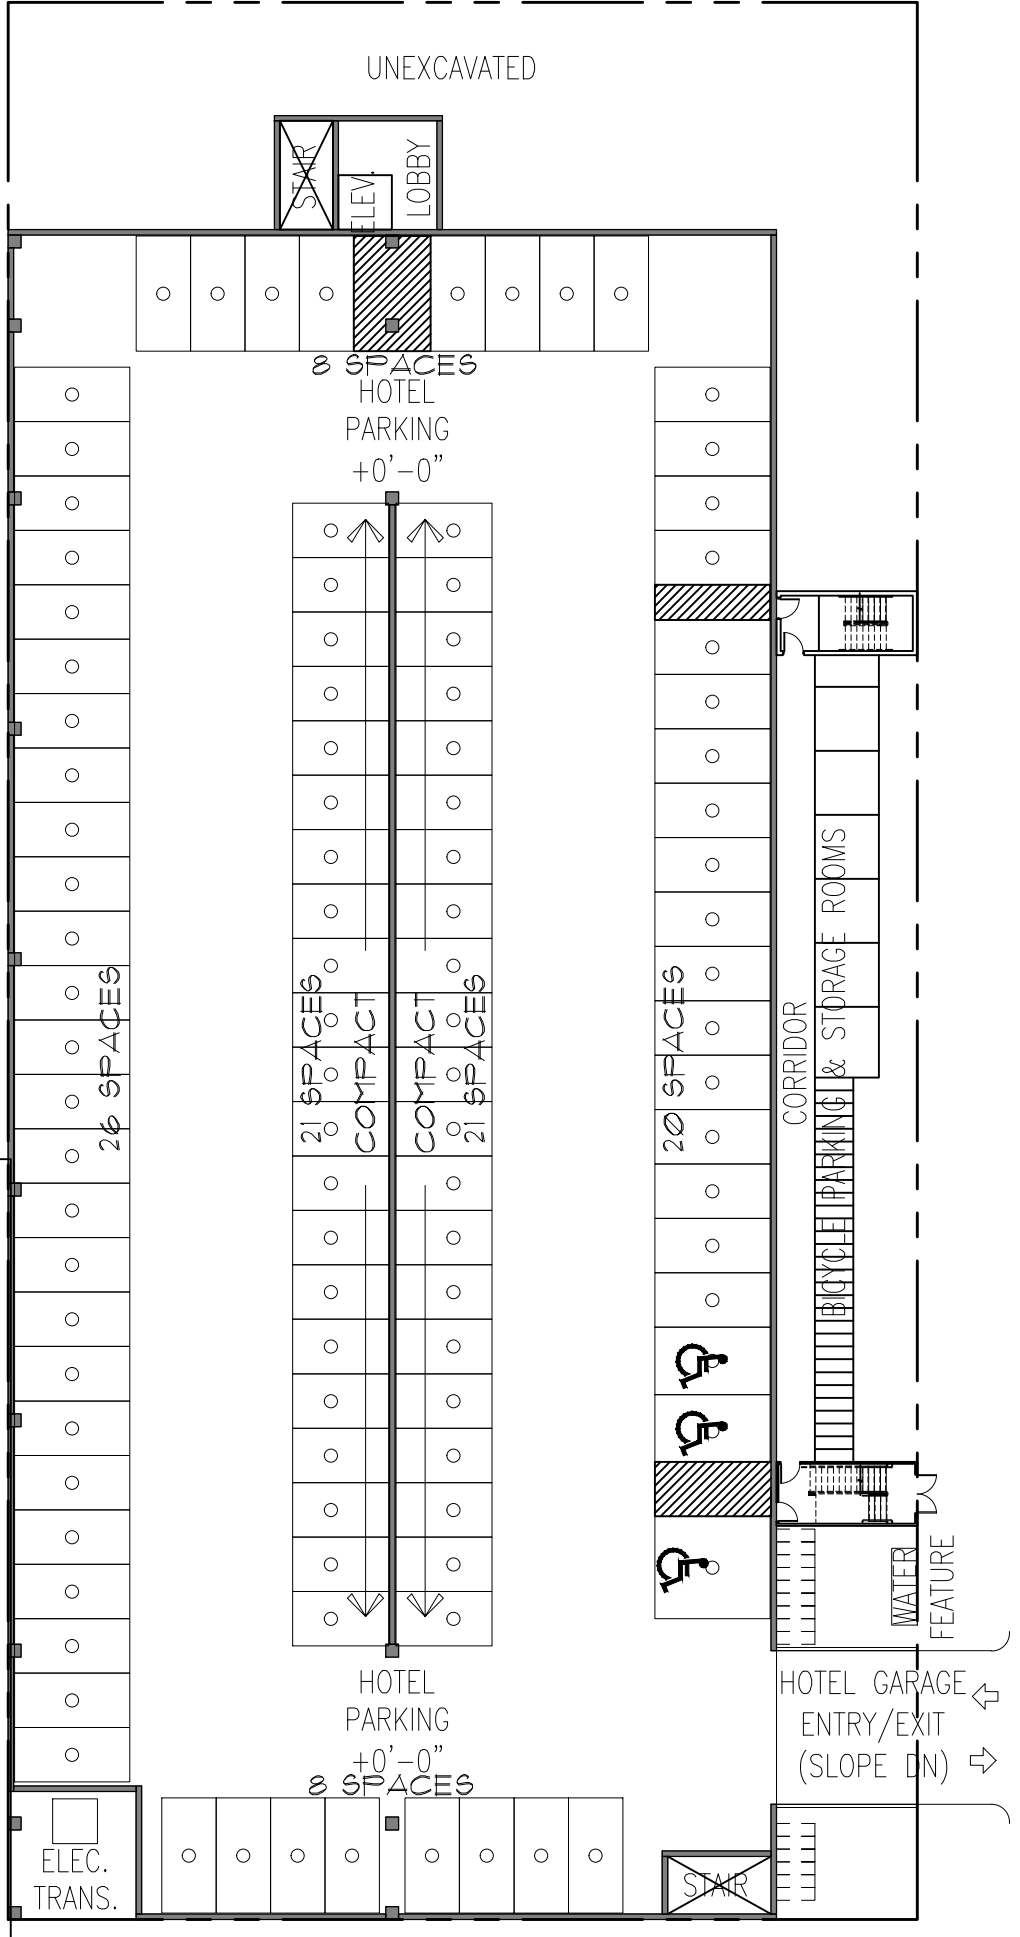 UNEXCAVATED
STAIR
ELEV.
LOBBY
8 SPACES
HOTEL
PARKING
+0'-0"
26 SPACES
21 SPACES
COMPACT
COMPACT
21 SPACES
20 SPACES
CORRIDOR
BICYCLE PARKING & STORAGE ROOMS
WATER
FEATURE
HOTEL GARAGE
ENTRY/EXIT
(SLOPE DN)
HOTEL
PARKING
+0'-0"
8 SPACES
ELEC.
TRANS.
STAIR